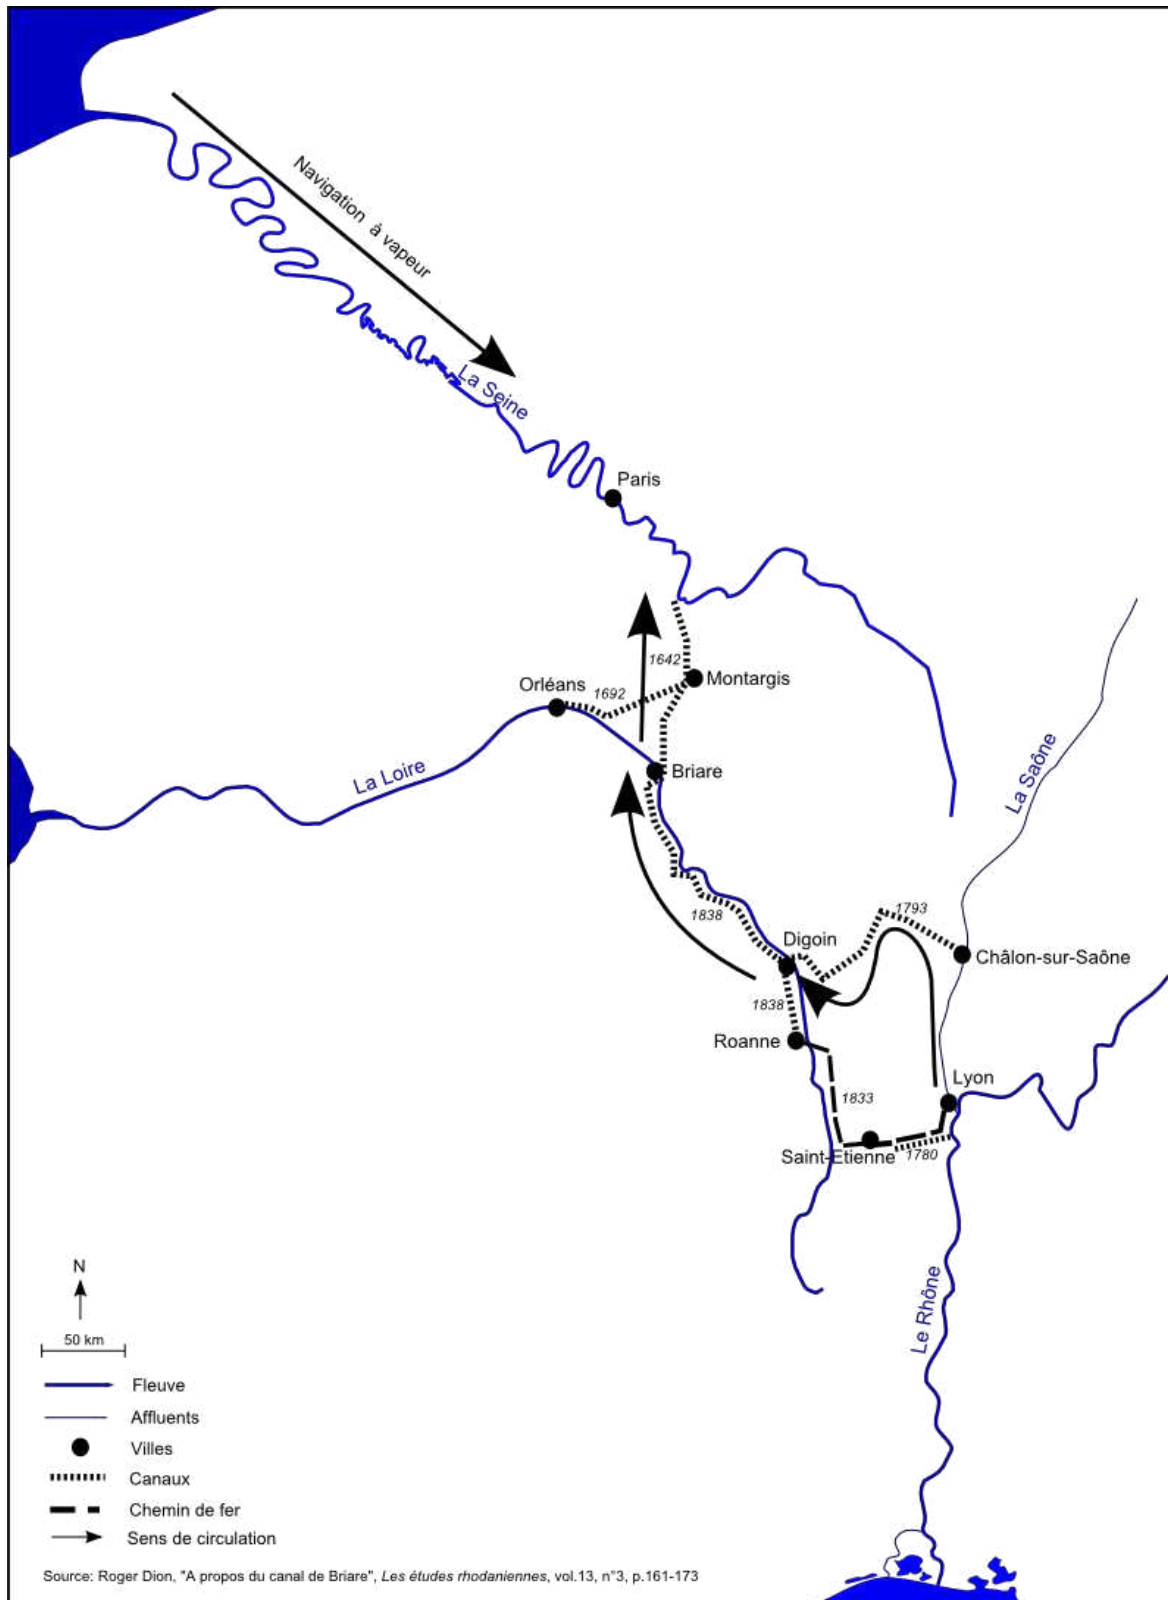 Navigation à vapeur
La Seine
Paris
1642
Montargis
Orléans
1692
La Loire
Briare
La Saône
1793
1838
Digoin
Châlon-sur-Saône
1838
Roanne
Lyon
1833
Saint-Etienne
1780
Le Rhône
N
50 km
Fleuve
Affluents
Villes
Canaux
Chemin de fer
Sens de circulation
Source: Roger Dion, "A propos du canal de Briare", Les études rhodaniennes, vol.13, n°3, p.161-173